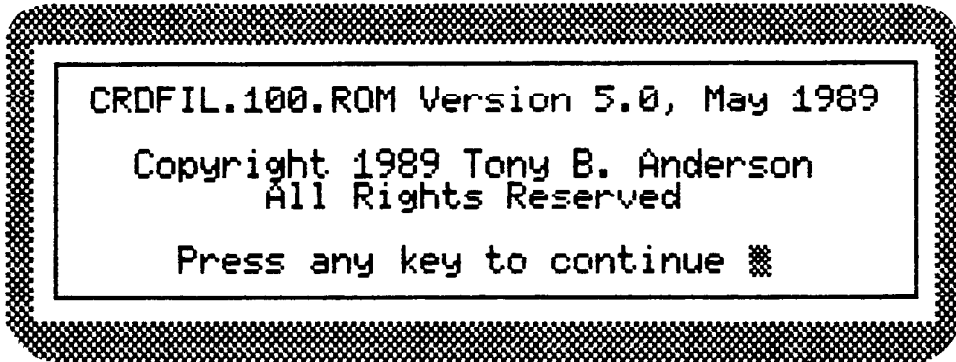 CRDFIL.100.ROM Version 5.0, May 1989
Copyright 1989 Tony B. Anderson
All Rights Reserved
Press any key to continue